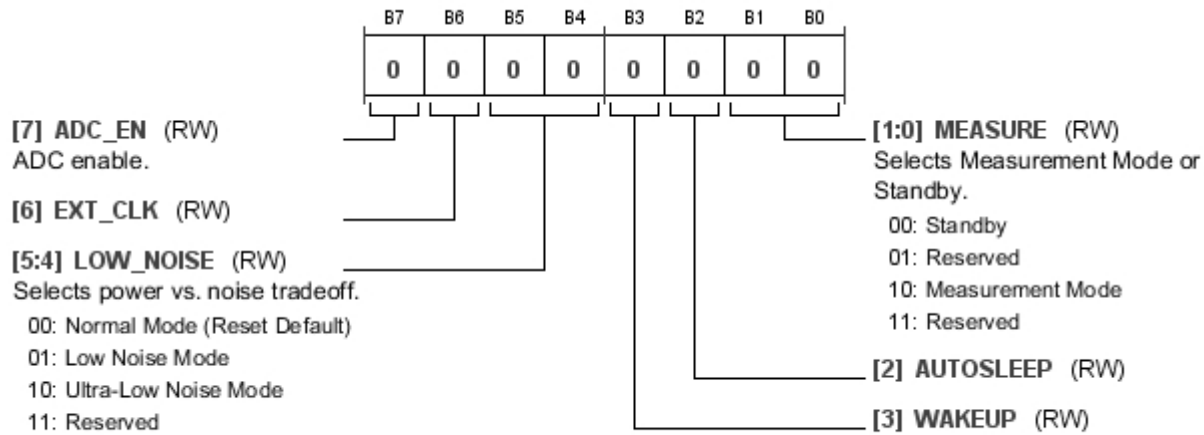 B7 B6 B5 B4 B3 B2 B1 B0
0 0 0 0 0 0 0 0
[7] ADC_EN (RW)
ADC enable.
[6] EXT_CLK (RW)
[5:4] LOW_NOISE (RW)
Selects power vs. noise tradeoff.
00: Normal Mode (Reset Default)
01: Low Noise Mode
10: Ultra-Low Noise Mode
11: Reserved
[1:0] MEASURE (RW)
Selects Measurement Mode or
Standby.
00: Standby
01: Reserved
10: Measurement Mode
11: Reserved
[2] AUTOSLEEP (RW)
[3] WAKEUP (RW)